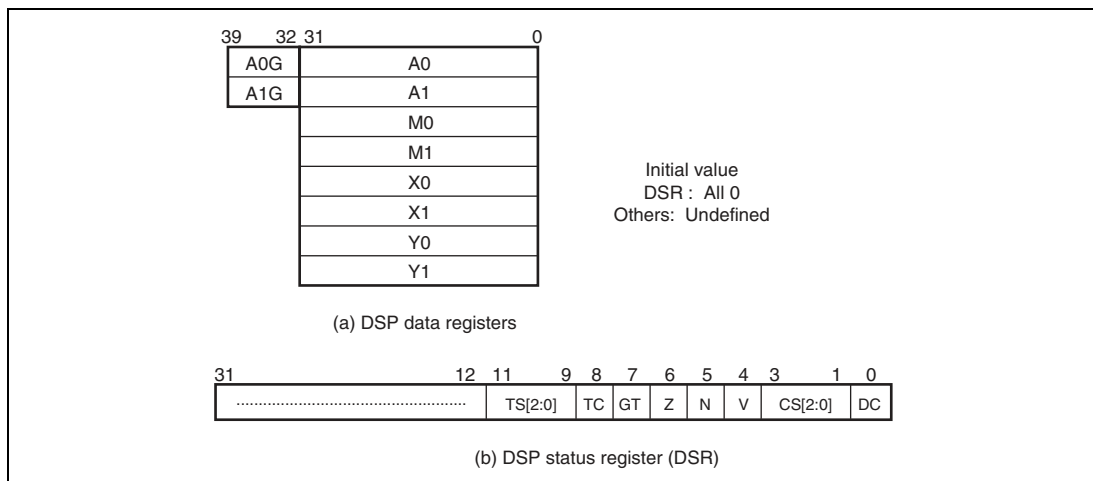 39 32 31 0
A0G A0
A1G A1
M0
M1
X0
X1
Y0
Y1
Initial value
DSR : All 0
Others: Undefined
(a) DSP data registers
31 12 11 9 8 7 6 5 4 3 1 0
TS[2:0] TC GT Z N V CS[2:0] DC
(b) DSP status register (DSR)